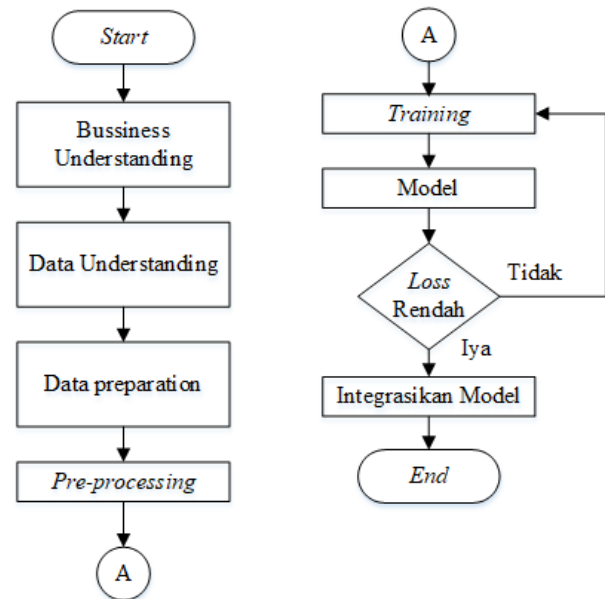 Start
Bussiness
Understanding
Data Understanding
Data preparation
Pre-processing
A
A
Training
Model
Loss
Rendah
Tidak
Iya
Integrasikan Model
End